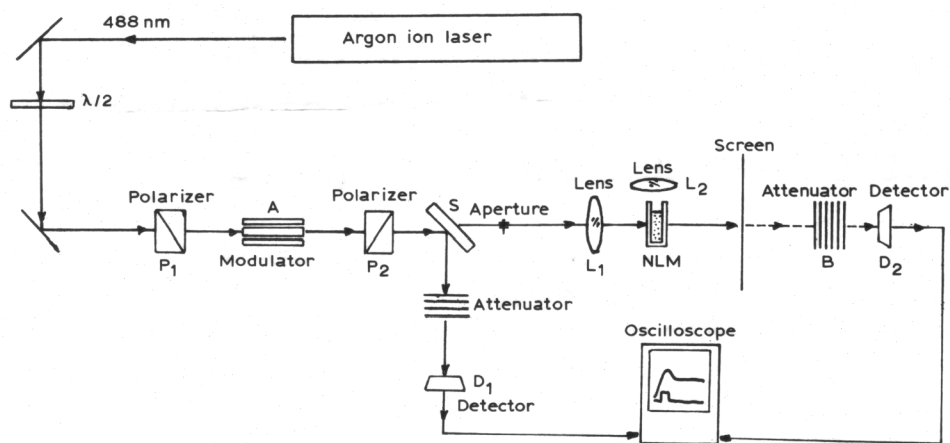 488 nm
Argon ion laser
λ/2
Screen
Lens
L₂
Polarizer
A
Polarizer
S
Aperture
Lens
Attenuator
Detector
P₁
Modulator
P₂
L₁
NLM
B
D₂
Attenuator
Oscilloscope
D₁
Detector